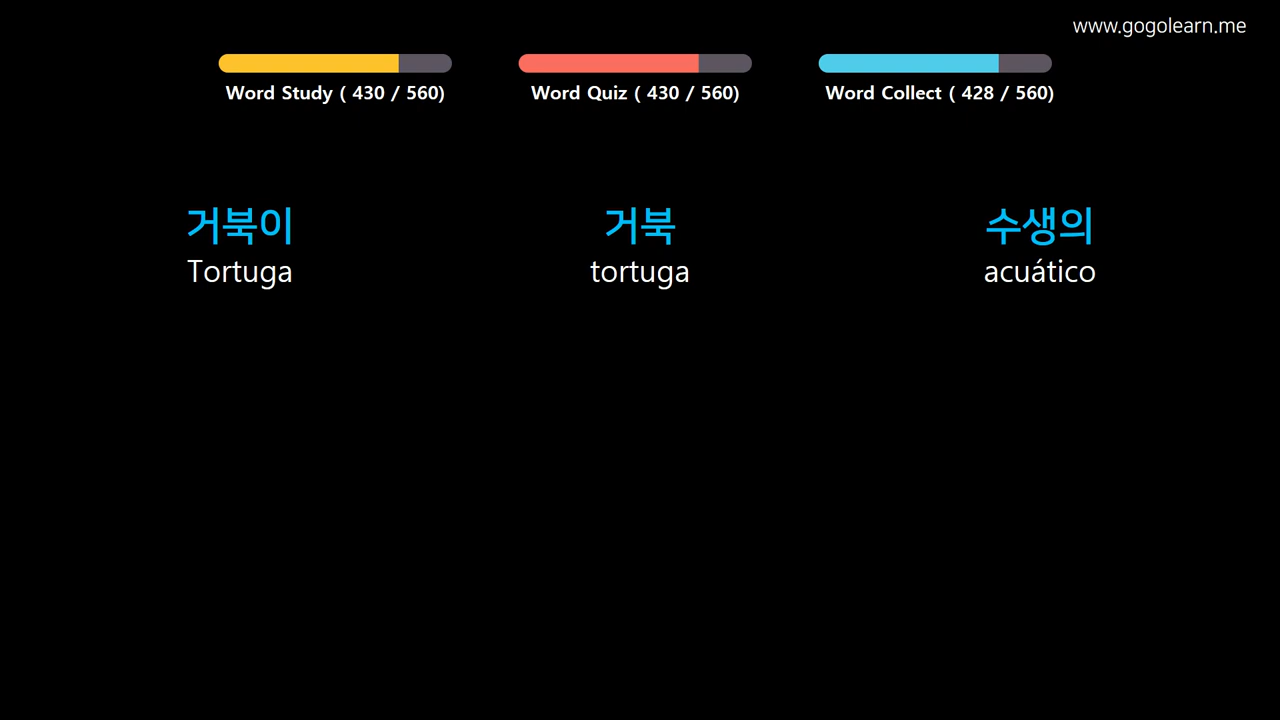 www.gogolearn.me
Word Study ( 430 / 560)
Word Quiz ( 430 / 560)
Word Collect ( 428 / 560)
거북이
Tortuga
거북
tortuga
수생의
acuático